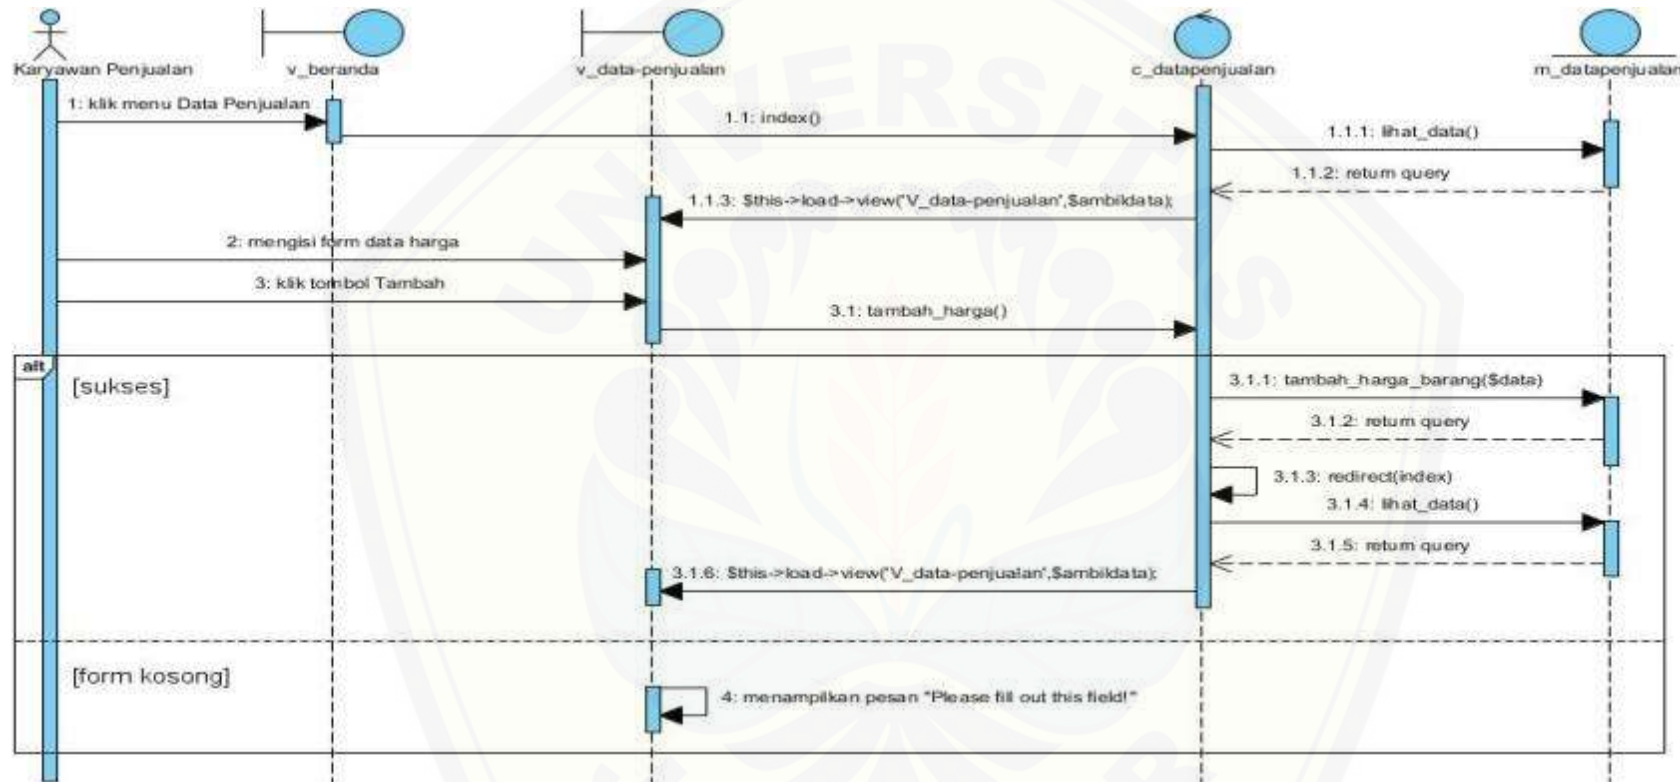 Karyawan Penjualan
v_beranda
v_data-penjualan
c_datapenjualan
m_datapenjualan
1: klik menu Data Penjualan
1.1: index()
1.1.1: lihat_data()
1.1.2: return query
1.1.3: $this->load->view('V_data-penjualan',$ambildata);
2: mengisi form data harga
3: klik tombol Tambah
3.1: tambah_harga()
alt
[sukses]
3.1.1: tambah_harga_barang($data)
3.1.2: return query
3.1.3: redirect(index)
3.1.4: lihat_data()
3.1.5: return query
3.1.6: $this->load->view('V_data-penjualan',$ambildata);
[form kosong]
4: menampilkan pesan "Please fill out this field!"
UNIVERSITAS